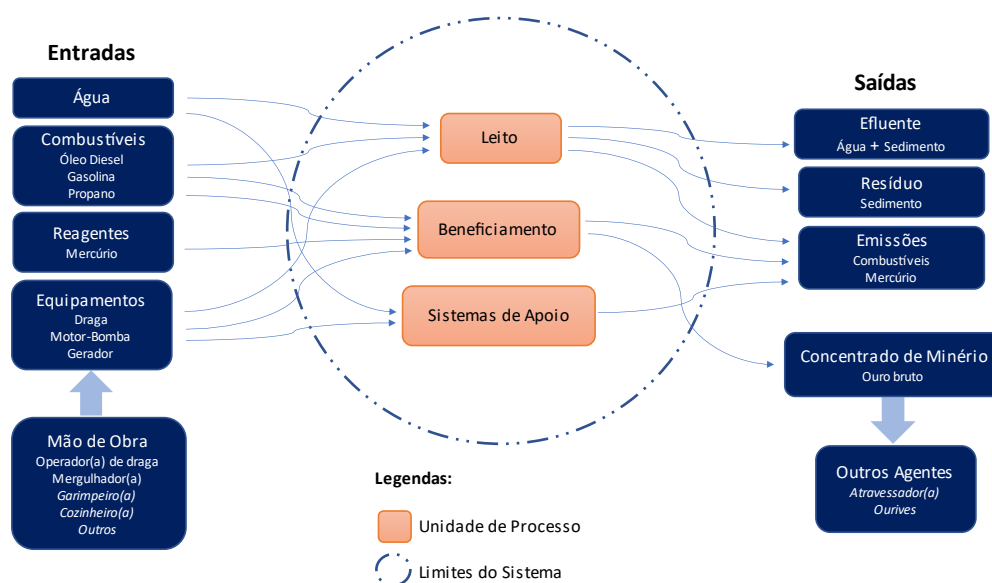 Entradas
Água
Combustíveis
Óleo Diesel
Gasolina
Propano
Reagentes
Mercúrio
Equipamentos
Draga
Motor-Bomba
Gerador
Mão de Obra
Operador(a) de draga
Mergulhador(a)
Garimpeiro(a)
Cozinheiro(a)
Outros
Leito
Beneficiamento
Sistemas de Apoio
Legendas:
Unidade de Processo
Limites do Sistema
Saídas
Efluente
Água + Sedimento
Resíduo
Sedimento
Emissões
Combustíveis
Mercúrio
Concentrado de Minério
Ouro bruto
Outros Agentes
Atravessador(a)
Ourives